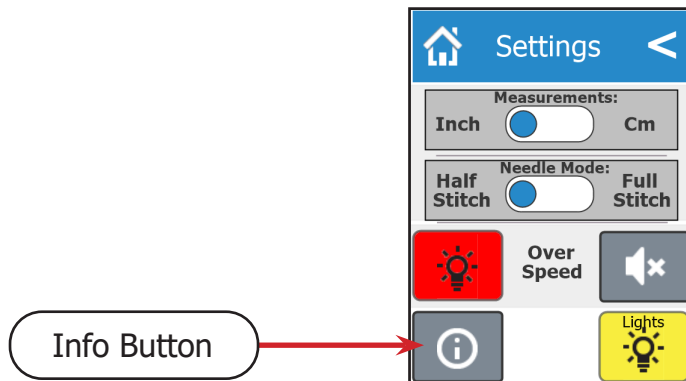 Settings <
Measurements:
Inch Cm
Needle Mode:
Half Full
Stitch Stitch
Over
Speed
Lights
Info Button